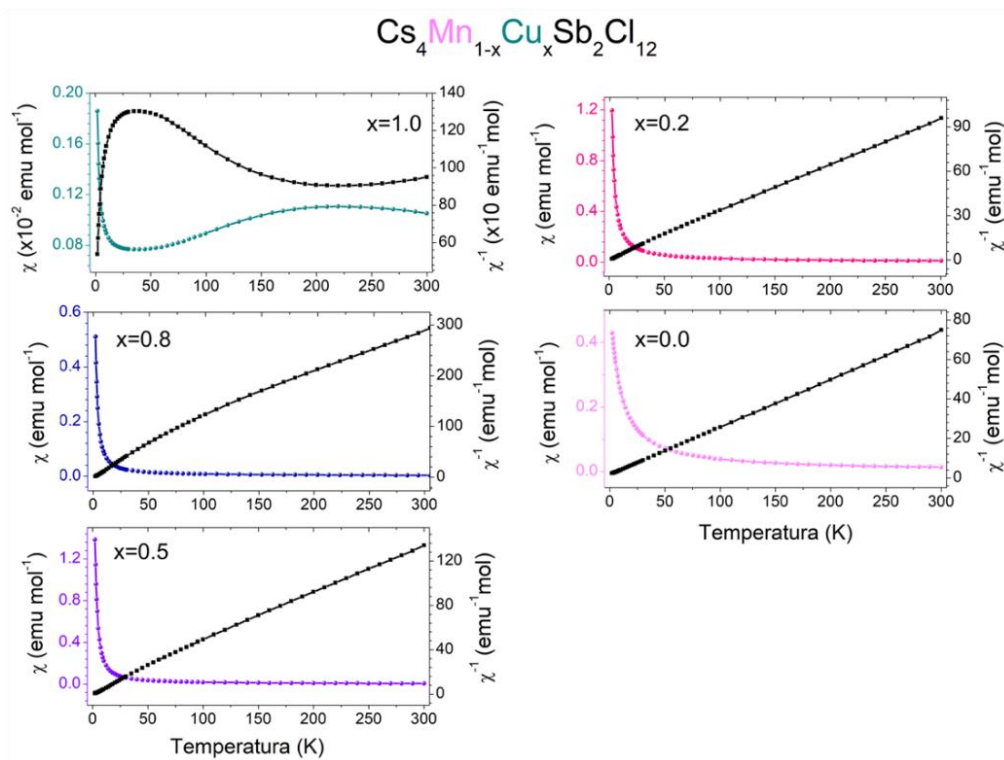 Cs4Mn1-xCuxSb2Cl12
x=1.0
χ (x10-2 emu mol-1)
0.20
0.16
0.12
0.08
χ-1 (x10 emu-1mol)
140
120
100
80
60
0 50 100 150 200 250 300
x=0.8
χ (emu mol-1)
0.6
0.4
0.2
0.0
χ-1 (emu-1mol)
300
200
100
0
0 50 100 150 200 250 300
x=0.5
χ (emu mol-1)
1.2
0.8
0.4
0.0
χ-1 (emu-1mol)
120
80
40
0
0 50 100 150 200 250 300
Temperatura (K)
x=0.2
χ (emu mol-1)
1.2
0.8
0.4
0.0
χ-1 (emu-1mol)
90
60
30
0
0 50 100 150 200 250 300
x=0.0
χ (emu mol-1)
0.4
0.2
0.0
χ-1 (emu-1mol)
80
60
40
20
0
0 50 100 150 200 250 300
Temperatura (K)